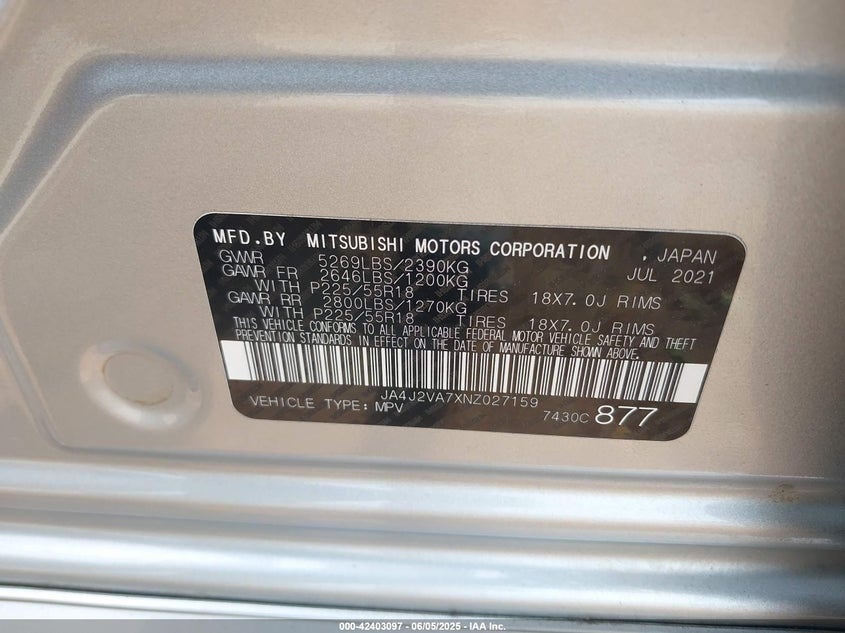 MFD.BY MITSUBISHI MOTORS CORPORATION , JAPAN
GVWR 5269LBS/2390KG JUL 2021
GAWR FR 2646LBS/1200KG
WITH P225/55R18 TIRES 18X7.0J RIMS
GAWR RR 2800LBS/1270KG
WITH P225/55R18 TIRES 18X7.0J RIMS
THIS VEHICLE CONFORMS TO ALL APPLICABLE FEDERAL MOTOR VEHICLE SAFETY AND THEFT
PREVENTION STANDARDS IN EFFECT ON THE DATE OF MANUFACTURE SHOWN ABOVE.
JA4J2VA7XNZ027159
VEHICLE TYPE: MPV 7430C 877
000-42403097 - 06/05/2025 - IAA Inc.